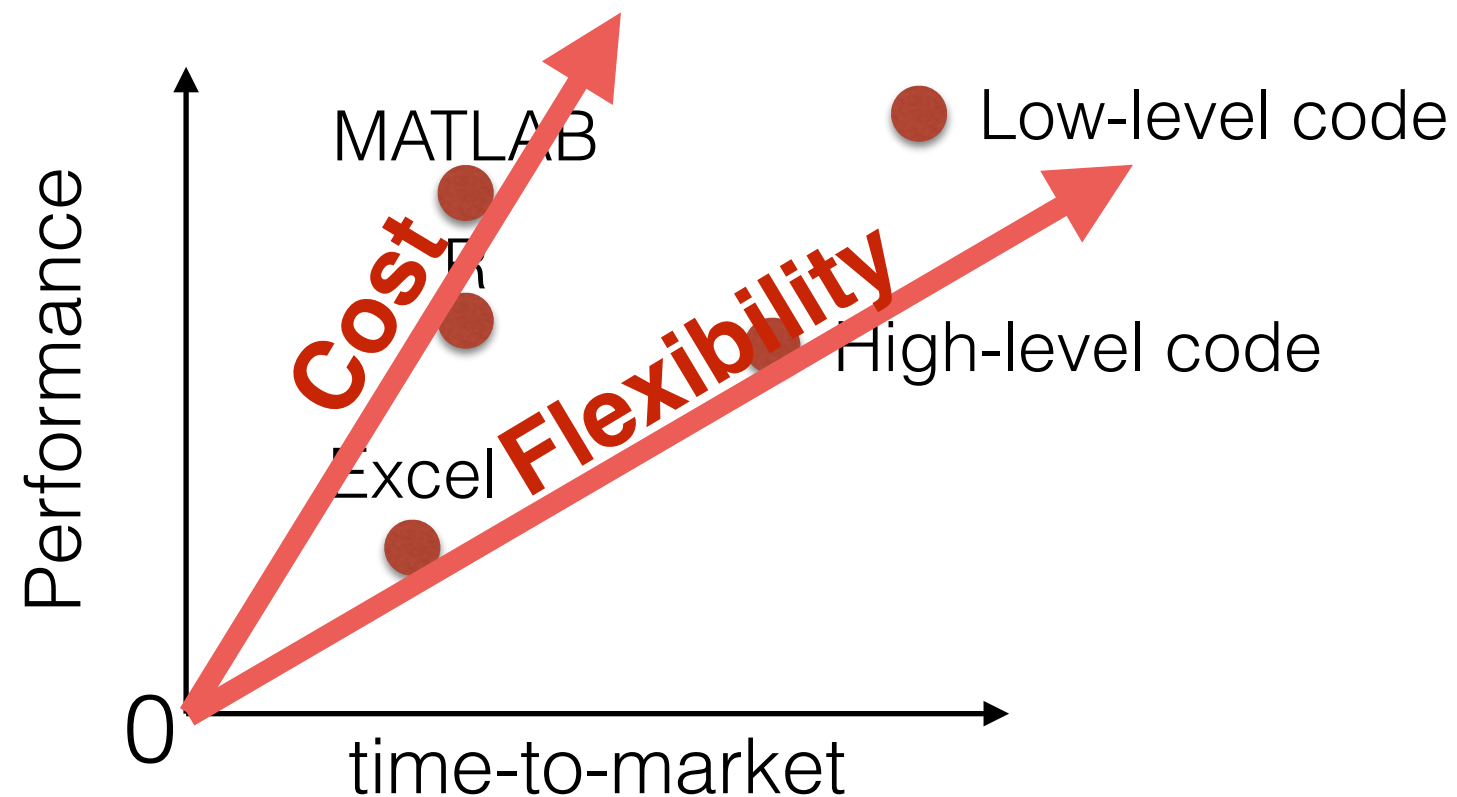 MATLAB
Low-level code
Performance
Cost
R
Flexibility
High-level code
Excel
0
time-to-market